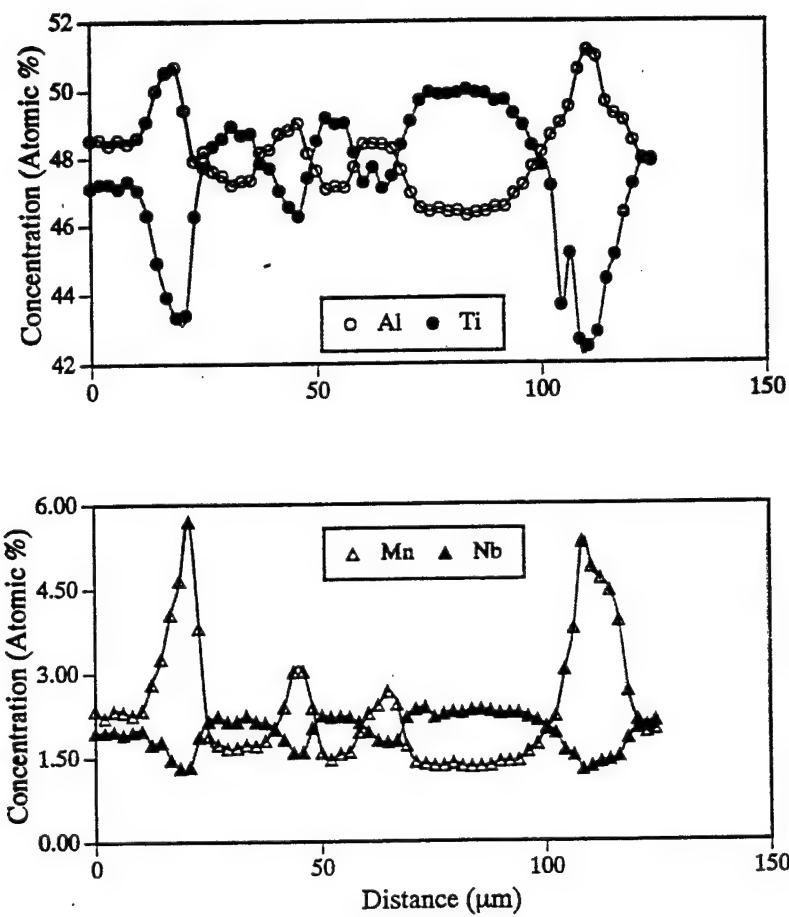 52
50
48
46
44
42
Concentration (Atomic %)
Al Ti
0 50 100 150
6.00
4.50
3.00
1.50
0.00
Concentration (Atomic %)
Mn Nb
0 50 100 150
Distance (µm)